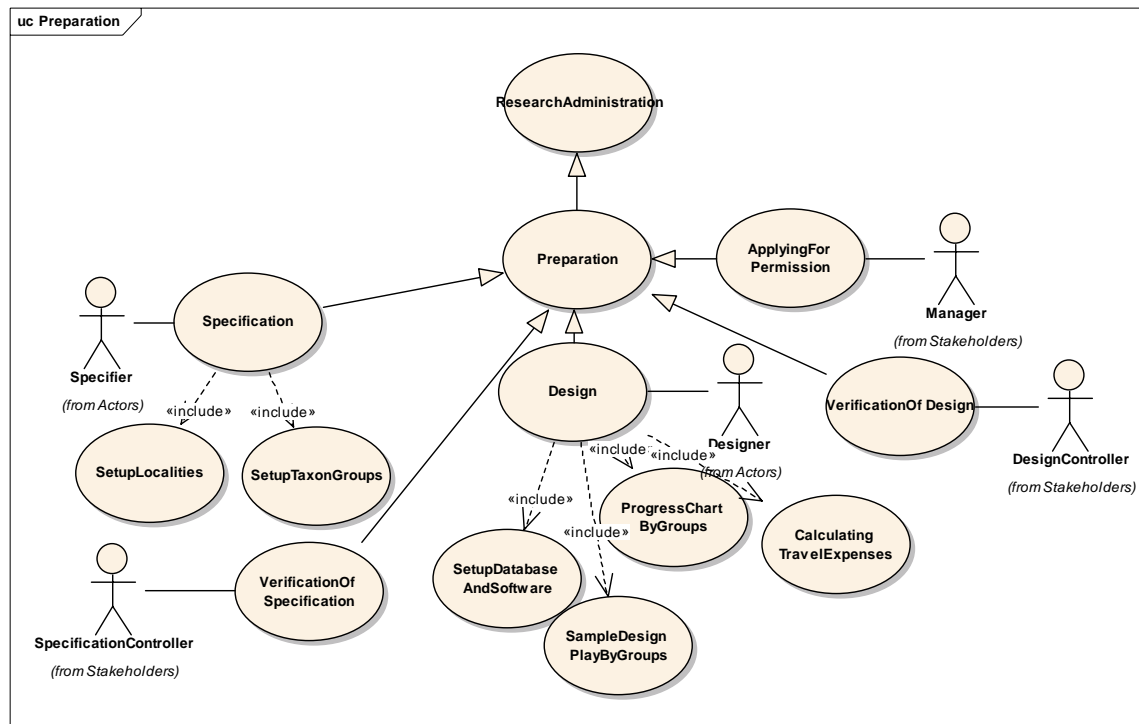 uc Preparation
ResearchAdministration
Preparation
ApplyingFor
Permission
Manager
(from Stakeholders)
Specification
Specifier
(from Actors)
«include»
«include»
SetupLocalities
SetupTaxonGroups
Design
Designer
(from Actors)
VerificationOf Design
DesignController
(from Stakeholders)
«include»
«include»
«include»
«include»
ProgressChart
ByGroups
Calculating
TravelExpenses
SetupDatabase
AndSoftware
SampleDesign
PlayByGroups
VerificationOf
Specification
SpecificationController
(from Stakeholders)